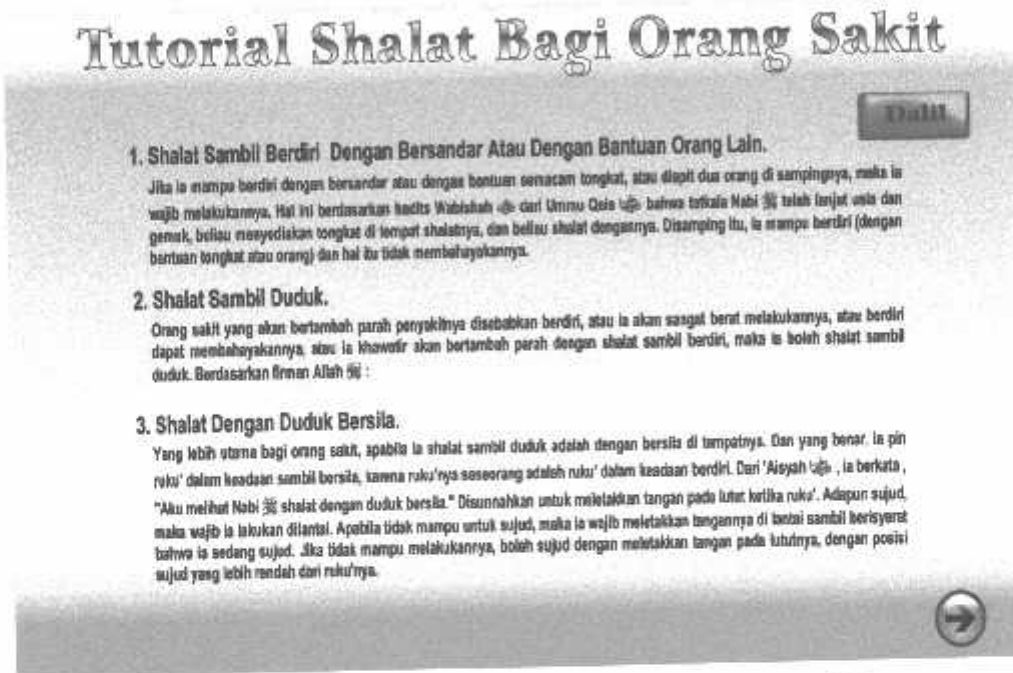 Tutorial Shalat Bagi Orang Sakit
Dalil
1. Shalat Sambil Berdiri Dengan Bersandar Atau Dengan Bantuan Orang Lain.
Jika ia mampu berdiri dengan bersandar atau dengan bantuan semacam tongkat, atau diapit dua orang di sampingnya, maka ia
wajib melakukannya. Hal ini berdasarkan hadits Wabishah dari Ummu Qais bahwa tatkala Nabi ﷺ telah lanjut usia dan
gemuk, beliau menyediakan tongkat di tempat shalatnya, dan beliau shalat dengannya. Disamping itu, ia mampu berdiri (dengan
bantuan tongkat atau orang) dan hal itu tidak membahayakannya.
2. Shalat Sambil Duduk.
Orang sakit yang akan bertambah parah penyakitnya disebabkan berdiri, atau ia akan sangat berat melakukannya, atau berdiri
dapat membahayakannya, atau ia khawatir akan bertambah parah dengan shalat sambil berdiri, maka ia boleh shalat sambil
duduk. Berdasarkan firman Allah :
3. Shalat Dengan Duduk Bersila.
Yang lebih utama bagi orang sakit, apabila ia shalat sambil duduk adalah dengan bersila di tempatnya. Dan yang benar, ia pin
ruku' dalam keadaan sambil bersila, karena ruku'nya seseorang adalah ruku' dalam keadaan berdiri. Dari 'Aisyah , ia berkata ,
"Aku melihat Nabi ﷺ shalat dengan duduk bersila." Disunnahkan untuk meletakkan tangan pada lutut ketika ruku'. Adapun sujud,
maka wajib ia lakukan dilantai. Apabila tidak mampu untuk sujud, maka ia wajib meletakkan tangannya di lantai sambil berisyarat
bahwa ia sedang sujud. Jika tidak mampu melakukannya, boleh sujud dengan meletakkan tangan pada lututnya, dengan posisi
sujud yang lebih rendah dari ruku'nya.